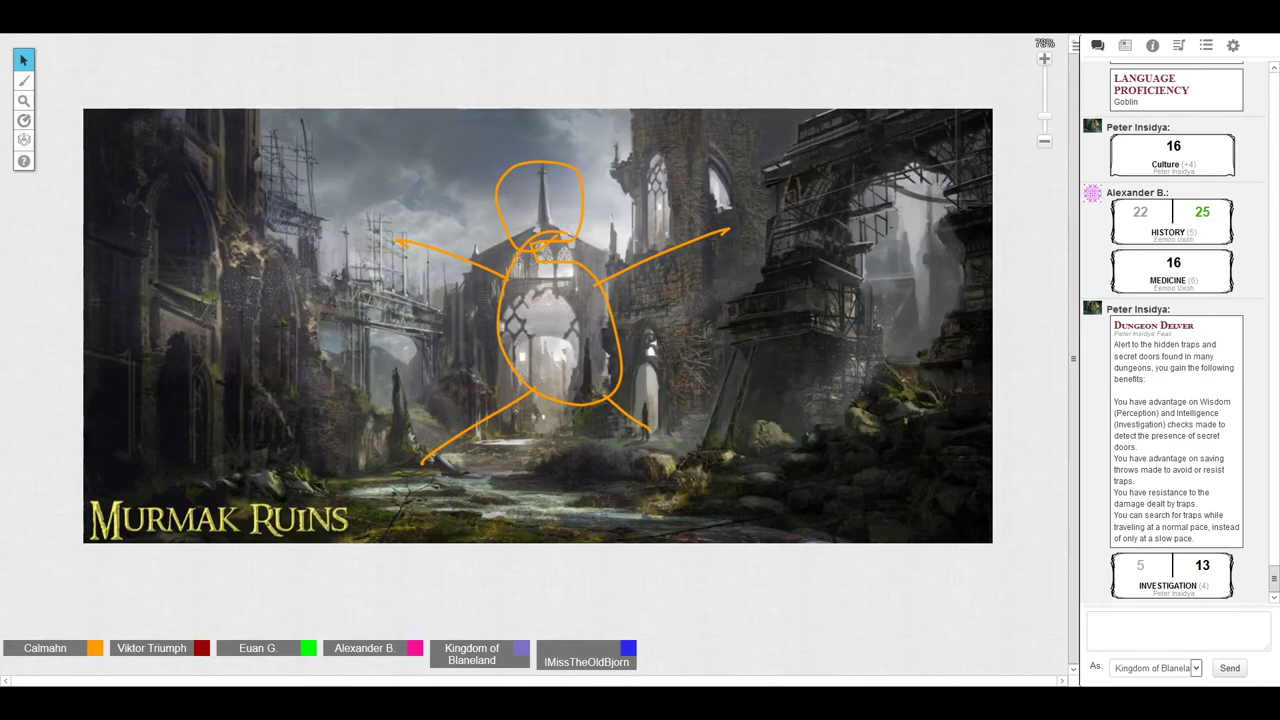 78%
LANGUAGE
PROFICIENCY
Goblin
Peter Insidya:
16
Culture (+4)
Peter Insidya
Alexander B.:
22 25
HISTORY (5)
Eemoo Uxoh
16
MEDICINE (6)
Eemoo Uxoh
Peter Insidya:
DUNGEON DELVER
Peter Insidya Feat:
Alert to the hidden traps and
secret doors found in many
dungeons, you gain the following
benefits:
You have advantage on Wisdom
(Perception) and Intelligence
(Investigation) checks made to
detect the presence of secret
doors.
You have advantage on saving
throws made to avoid or resist
traps.
You have resistance to the
damage dealt by traps.
You can search for traps while
traveling at a normal pace, instead
of only at a slow pace.
5 13
INVESTIGATION (4)
Peter Insidya
MURMAK RUINS
Calmahn
Viktor Triumph
Euan G.
Alexander B.
Kingdom of
Blaneland
IMissTheOldBjorn
As:
Kingdom of Blanela
Send